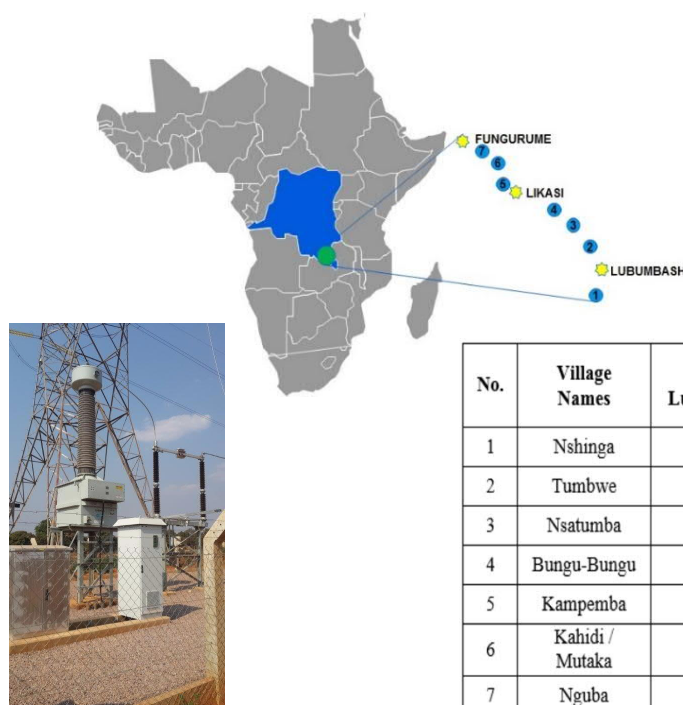 FUNGURUME
7
6
5
LIKASI
4
3
2
LUBUMBASH
1
No.
Village
Names
Lu
1
Nshinga
2
Tumbwe
3
Nsatumba
4
Bungu-Bungu
5
Kampemba
6
Kahidi /
Mutaka
7
Nguba